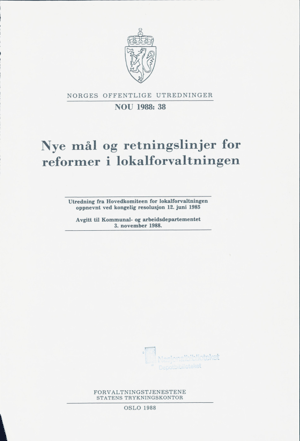 NORGES OFFENTLIGE UTREDNINGER
NOU 1988: 38
Nye mål og retningslinjer for
reformer i lokalforvaltningen
Utredning fra Hovedkomiteen for lokalforvaltningen
oppnevnt ved kongelig resolusjon 12. juni 1985
Avgitt til Kommunal- og arbeidsdepartementet
3. november 1988.
FORVALTNINGSTJENESTENE
STATENS TRYKNINGSKONTOR
OSLO 1988